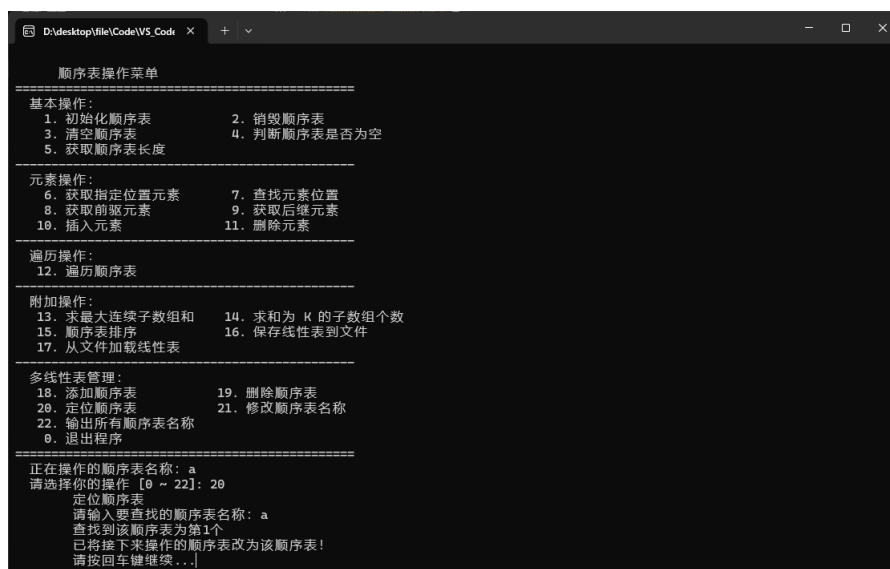 D:\desktop\file\Code\VS_Code
顺序表操作菜单
===============================================
基本操作:
1. 初始化顺序表 2. 销毁顺序表
3. 清空顺序表 4. 判断顺序表是否为空
5. 获取顺序表长度
-----------------------------------------------
元素操作:
6. 获取指定位置元素 7. 查找元素位置
8. 获取前驱元素 9. 获取后继元素
10. 插入元素 11. 删除元素
-----------------------------------------------
遍历操作:
12. 遍历顺序表
-----------------------------------------------
附加操作:
13. 求最大连续子数组和 14. 求和为 K 的子数组个数
15. 顺序表排序 16. 保存线性表到文件
17. 从文件加载线性表
-----------------------------------------------
多线性表管理:
18. 添加顺序表 19. 删除顺序表
20. 定位顺序表 21. 修改顺序表名称
22. 输出所有顺序表名称
0. 退出程序
===============================================
正在操作的顺序表名称: a
请选择你的操作 [0 ~ 22]: 20
定位顺序表
请输入要查找的顺序表名称: a
查找到该顺序表为第1个
已将接下来操作的顺序表改为该顺序表!
请按回车键继续...